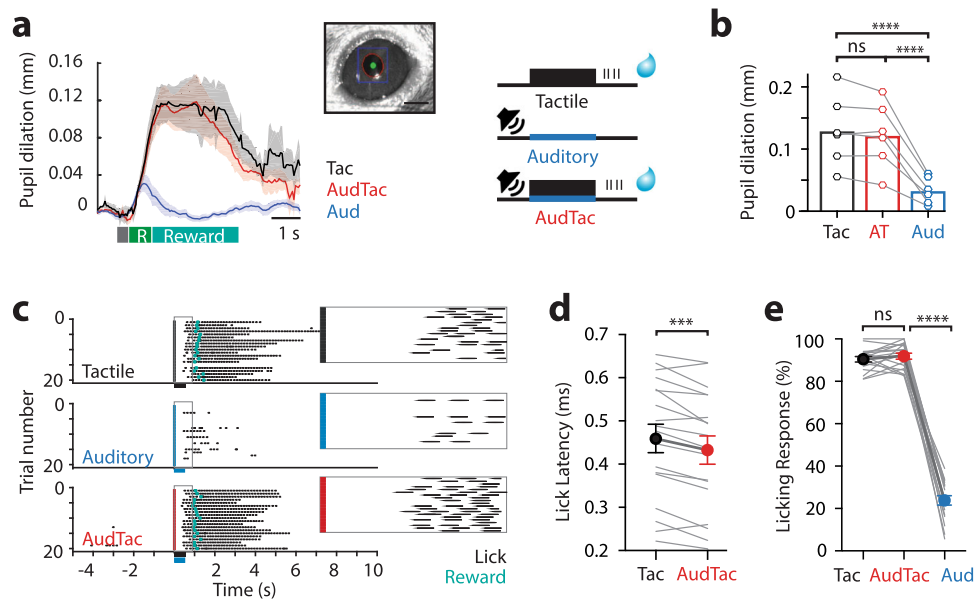 a
Pupil dilation (mm)
0.16
0.12
0.08
0.04
0
R
Reward
1 s
Tac
AudTac
Aud
Tactile
Auditory
AudTac
b
Pupil dilation (mm)
0.2
0.1
0
****
ns
****
Tac
AT
Aud
c
Trial number
0
20
Tactile
0
20
Auditory
0
20
AudTac
-4
-2
0
2
4
6
8
10
Time (s)
Lick
Reward
d
Lick Latency (ms)
0.7
0.6
0.5
0.4
0.3
0.2
***
Tac
AudTac
e
Licking Response (%)
100
80
60
40
20
0
ns
****
Tac
AudTac
Aud